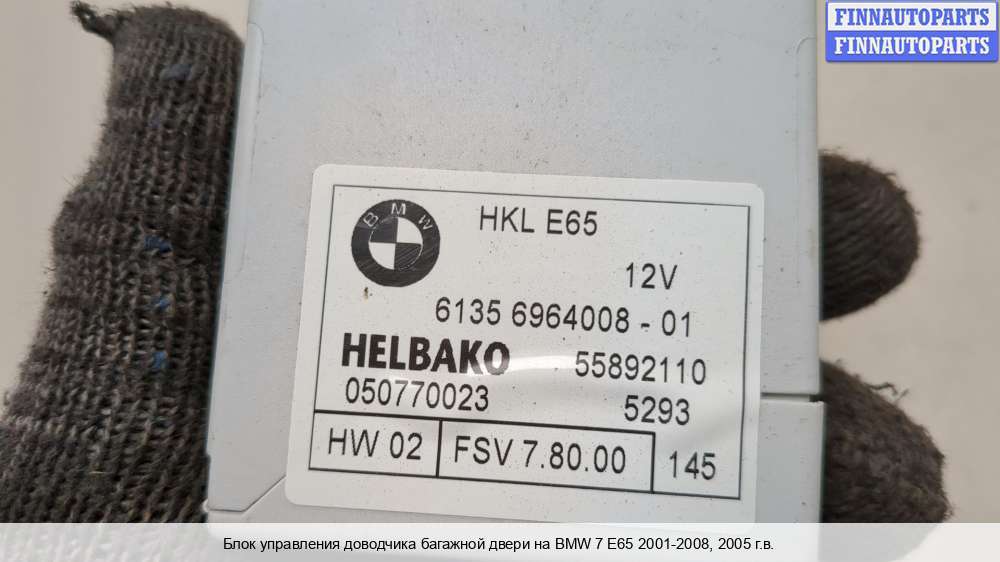 FINNAUTOPARTS
FINNAUTOPARTS
BMW
HKL E65
12V
6135 6964008 - 01
HELBAKO 55892110
050770023 5293
HW 02 FSV 7.80.00 145
Блок управления доводчика багажной двери на BMW 7 E65 2001-2008, 2005 г.в.